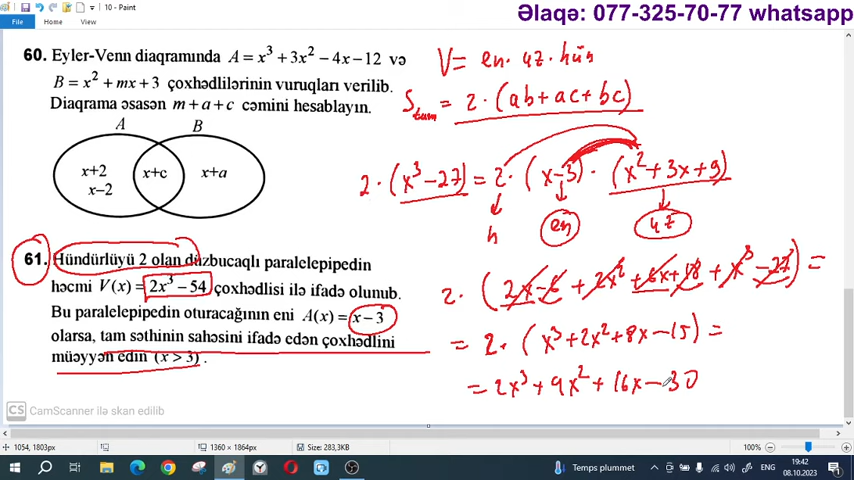 10 - Paint
Əlaqə: 077-325-70-77 whatsapp
File Home View
60. Eyler-Venn diaqramında A = x³ + 3x² − 4x − 12 və
B = x² + mx + 3 çoxhədlilərinin vuruqları verilib.
Diaqrama əsasən m + a + c cəmini hesablayın.
A B
x+2 x+c x+a
x−2
61. Hündürlüyü 2 olan düzbucaqlı paralelepipedin
həcmi V(x) = 2x³ − 54 çoxhədlisi ilə ifadə olunub.
Bu paralelepipedin oturacağının eni A(x) = x − 3
olarsa, tam səthinin sahəsini ifadə edən çoxhədlini
müəyyən edin (x > 3).
V = en · uz · hün
S tam = 2 · (ab + ac + bc)
2 · (x³ − 27) = 2 · (x − 3) · (x² + 3x + 9)
h en uz
2 · (2x − 6 + 2x² + 6x + 18 + x³ − 27) =
= 2 · (x³ + 2x² + 8x − 15) =
= 2x³ + 9x² + 16x − 30
CS CamScanner ilə skan edilib
1054, 1803px 1360 × 1864px Size: 283,3KB 100%
Temps plummet ENG 19:42
08.10.2023